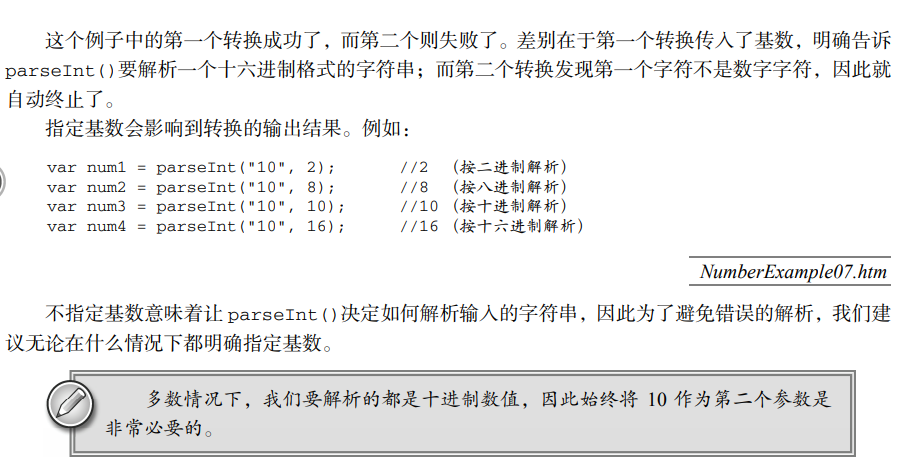 这个例子中的第一个转换成功了，而第二个则失败了。差别在于第一个转换传入了基数，明确告诉
parseInt()要解析一个十六进制格式的字符串；而第二个转换发现第一个字符不是数字字符，因此就
自动终止了。
指定基数会影响到转换的输出结果。例如：
var num1 = parseInt("10", 2); //2 （按二进制解析）
var num2 = parseInt("10", 8); //8 （按八进制解析）
var num3 = parseInt("10", 10); //10 （按十进制解析）
var num4 = parseInt("10", 16); //16 （按十六进制解析）
NumberExample07.htm
不指定基数意味着让parseInt()决定如何解析输入的字符串，因此为了避免错误的解析，我们建
议无论在什么情况下都明确指定基数。
多数情况下，我们要解析的都是十进制数值，因此始终将 10 作为第二个参数是
非常必要的。